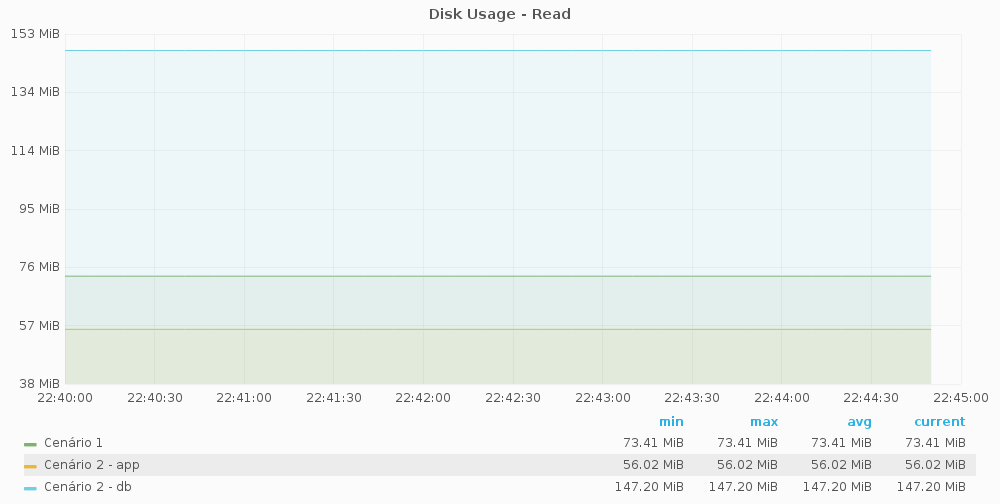 Disk Usage - Read
153 MiB
134 MiB
114 MiB
95 MiB
76 MiB
57 MiB
38 MiB
22:40:00 22:40:30 22:41:00 22:41:30 22:42:00 22:42:30 22:43:00 22:43:30 22:44:00 22:44:30 22:45:00
min max avg current
Cenário 1 73.41 MiB 73.41 MiB 73.41 MiB 73.41 MiB
Cenário 2 - app 56.02 MiB 56.02 MiB 56.02 MiB 56.02 MiB
Cenário 2 - db 147.20 MiB 147.20 MiB 147.20 MiB 147.20 MiB